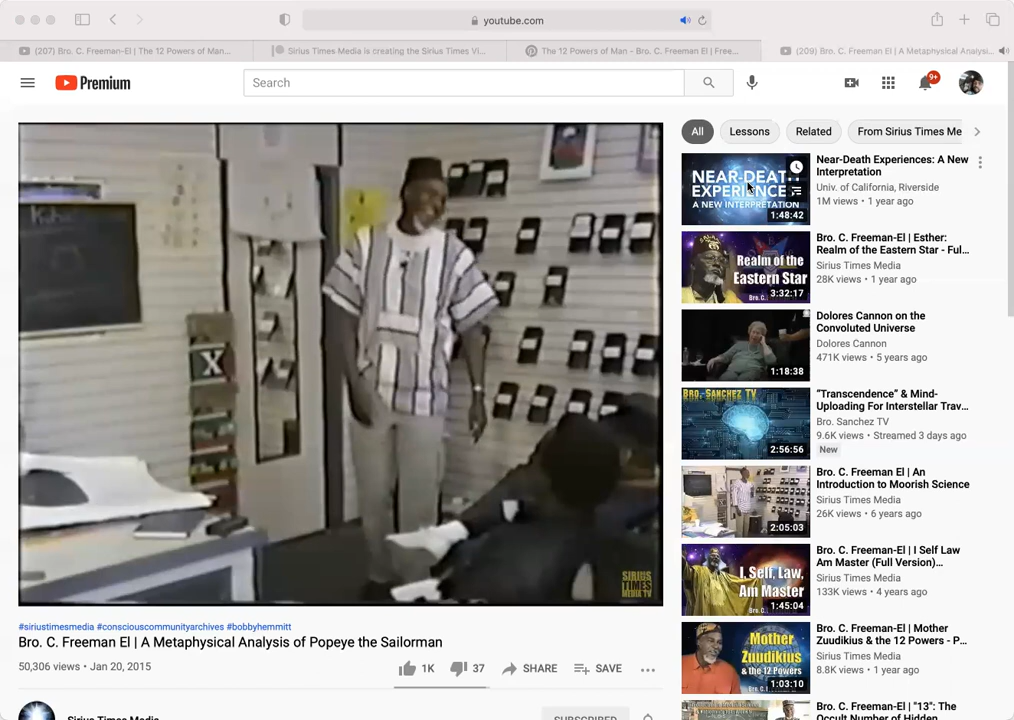 youtube.com
(207) Bro. C. Freeman-El | The 12 Powers of Man...
Sirius Times Media is creating the Sirius Times Vi...
The 12 Powers of Man - Bro. C. Freeman El | Free...
(209) Bro. C. Freeman El | A Metaphysical Analysi...
Premium
Search
9+
All
Lessons
Related
From Sirius Times Me
X
SIRIUS
TIMES
MEDIA TV
#siriustimesmedia #consciouscommunityarchives #bobbyhemmitt
Bro. C. Freeman El | A Metaphysical Analysis of Popeye the Sailorman
50,306 views • Jan 20, 2015
1K
37
SHARE
SAVE
Sirius Times Media
SUBSCRIBED
NEAR-DEATH
EXPERIENCES
A NEW INTERPRETATION
1:48:42
Near-Death Experiences: A New
Interpretation
Univ. of California, Riverside
1M views • 1 year ago
Realm of the
Eastern Star
Bro. C.
3:32:17
Bro. C. Freeman-El | Esther:
Realm of the Eastern Star - Ful...
Sirius Times Media
28K views • 1 year ago
1:18:38
Dolores Cannon on the
Convoluted Universe
Dolores Cannon
471K views • 5 years ago
BRO. SANCHEZ TV
2:56:56
“Transcendence” & Mind-
Uploading For Interstellar Trav...
Bro. Sanchez TV
9.6K views • Streamed 3 days ago
New
2:05:03
Bro. C. Freeman El | An
Introduction to Moorish Science
Sirius Times Media
26K views • 6 years ago
I, Self, Law,
Am Master
Bro. C.
1:45:04
Bro. C. Freeman-El | I Self Law
Am Master (Full Version)...
Sirius Times Media
133K views • 4 years ago
Mother
Zuudikius
& the 12 Powers
Bro. C.
1:03:10
Bro. C. Freeman-El | Mother
Zuudikius & the 12 Powers - P...
Sirius Times Media
8.8K views • 1 year ago
Bro. C. Freeman-El | "13": The
Occult Number of Hidden